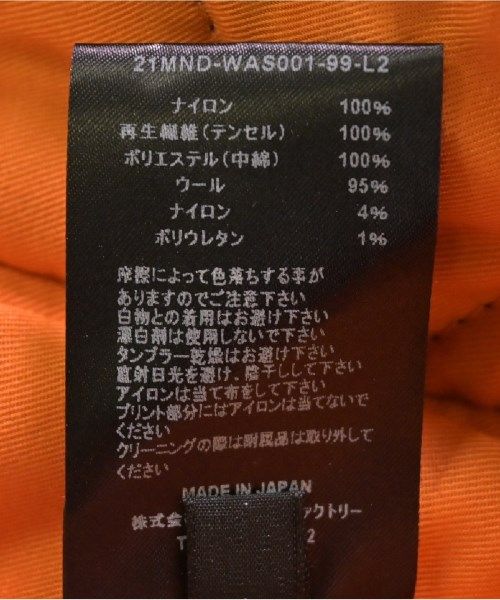 21MND-WAS001-99-L2
ナイロン 100%
再生繊維(テンセル) 100%
ポリエステル(中綿) 100%
ウール 95%
ナイロン 4%
ポリウレタン 1%
摩擦によって色落ちする事が
ありますのでご注意下さい
白物との着用はお避け下さい
漂白剤は使用しないで下さい
タンブラー乾燥はお避け下さい
直射日光を避け、陰干しして下さい
アイロンは当て布をして下さい
プリント部分にはアイロンは当てないで
ください
クリーニングの際は附属品は取り外して
ください
MADE IN JAPAN
株式会 ァクトリー
T 2